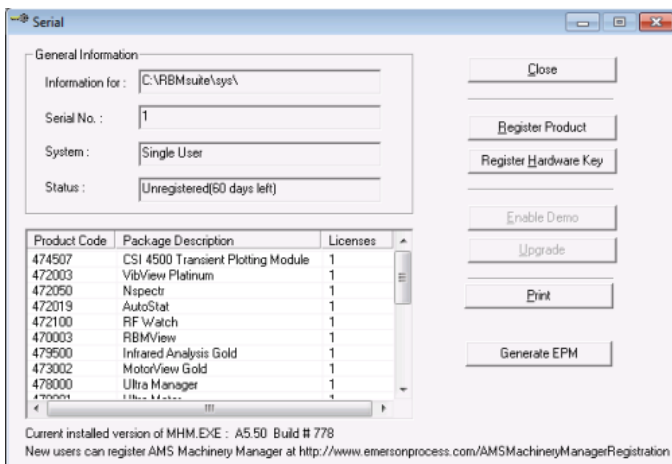 Serial
General Information
Information for : C:\RBMsuite\sys\
Serial No. : 1
System : Single User
Status : Unregistered(60 days left)
Close
Register Product
Register Hardware Key
Enable Demo
Upgrade
Print
Generate EPM
Product Code Package Description Licenses
474507 CSI 4500 Transient Plotting Module 1
472003 VibView Platinum 1
472050 Nspectr 1
472019 AutoStat 1
472100 RF Watch 1
470003 RBMView 1
479500 Infrared Analysis Gold 1
473002 MotorView Gold 1
478000 Ultra Manager 1
Current installed version of MHM.EXE : A5.50 Build # 778
New users can register AMS Machinery Manager at http://www.emersonprocess.com/AMSMachineryManagerRegistration